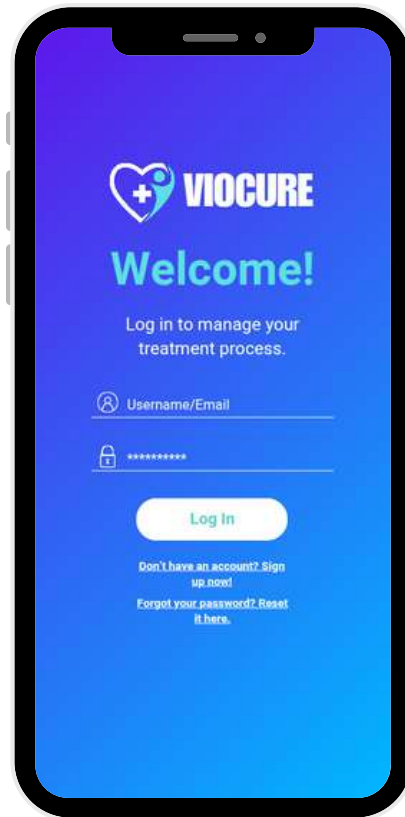 VIOCURE
Welcome!
Log in to manage your
treatment process.
Username/Email
**********
Log In
Don't have an account? Sign
up now!
Forgot your password? Reset
it here.